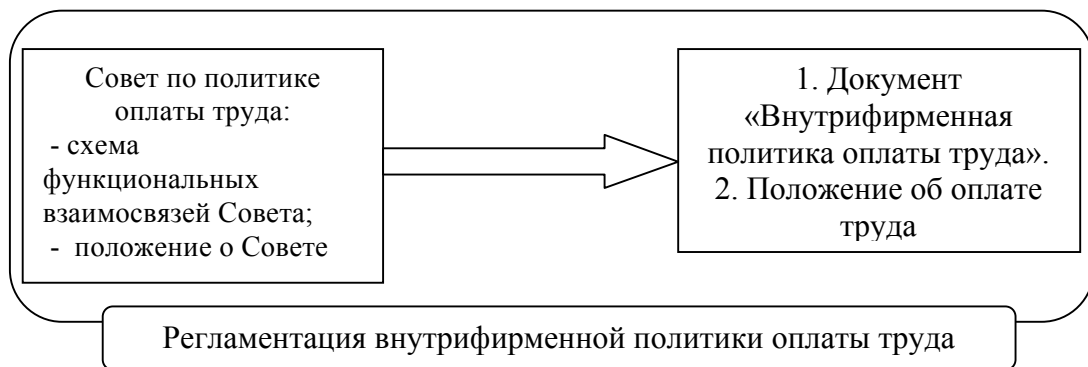 Совет по политике
оплаты труда:
- схема
функциональных
взаимосвязей Совета;
- положение о Совете
1. Документ
«Внутрифирменная
политика оплаты труда».
2. Положение об оплате
труда
Регламентация внутрифирменной политики оплаты труда